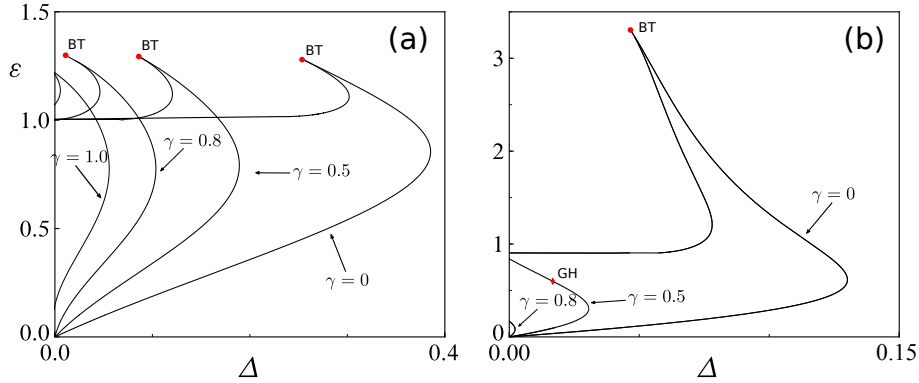 1.5
BT
BT
BT
(a)
ε
1.0
γ = 1.0
γ = 0.8
γ = 0.5
0.5
γ = 0
0.0
0.0
Δ
0.4
BT
(b)
3
2
γ = 0
1
GH
γ = 0.8
γ = 0.5
0
0.00
Δ
0.15